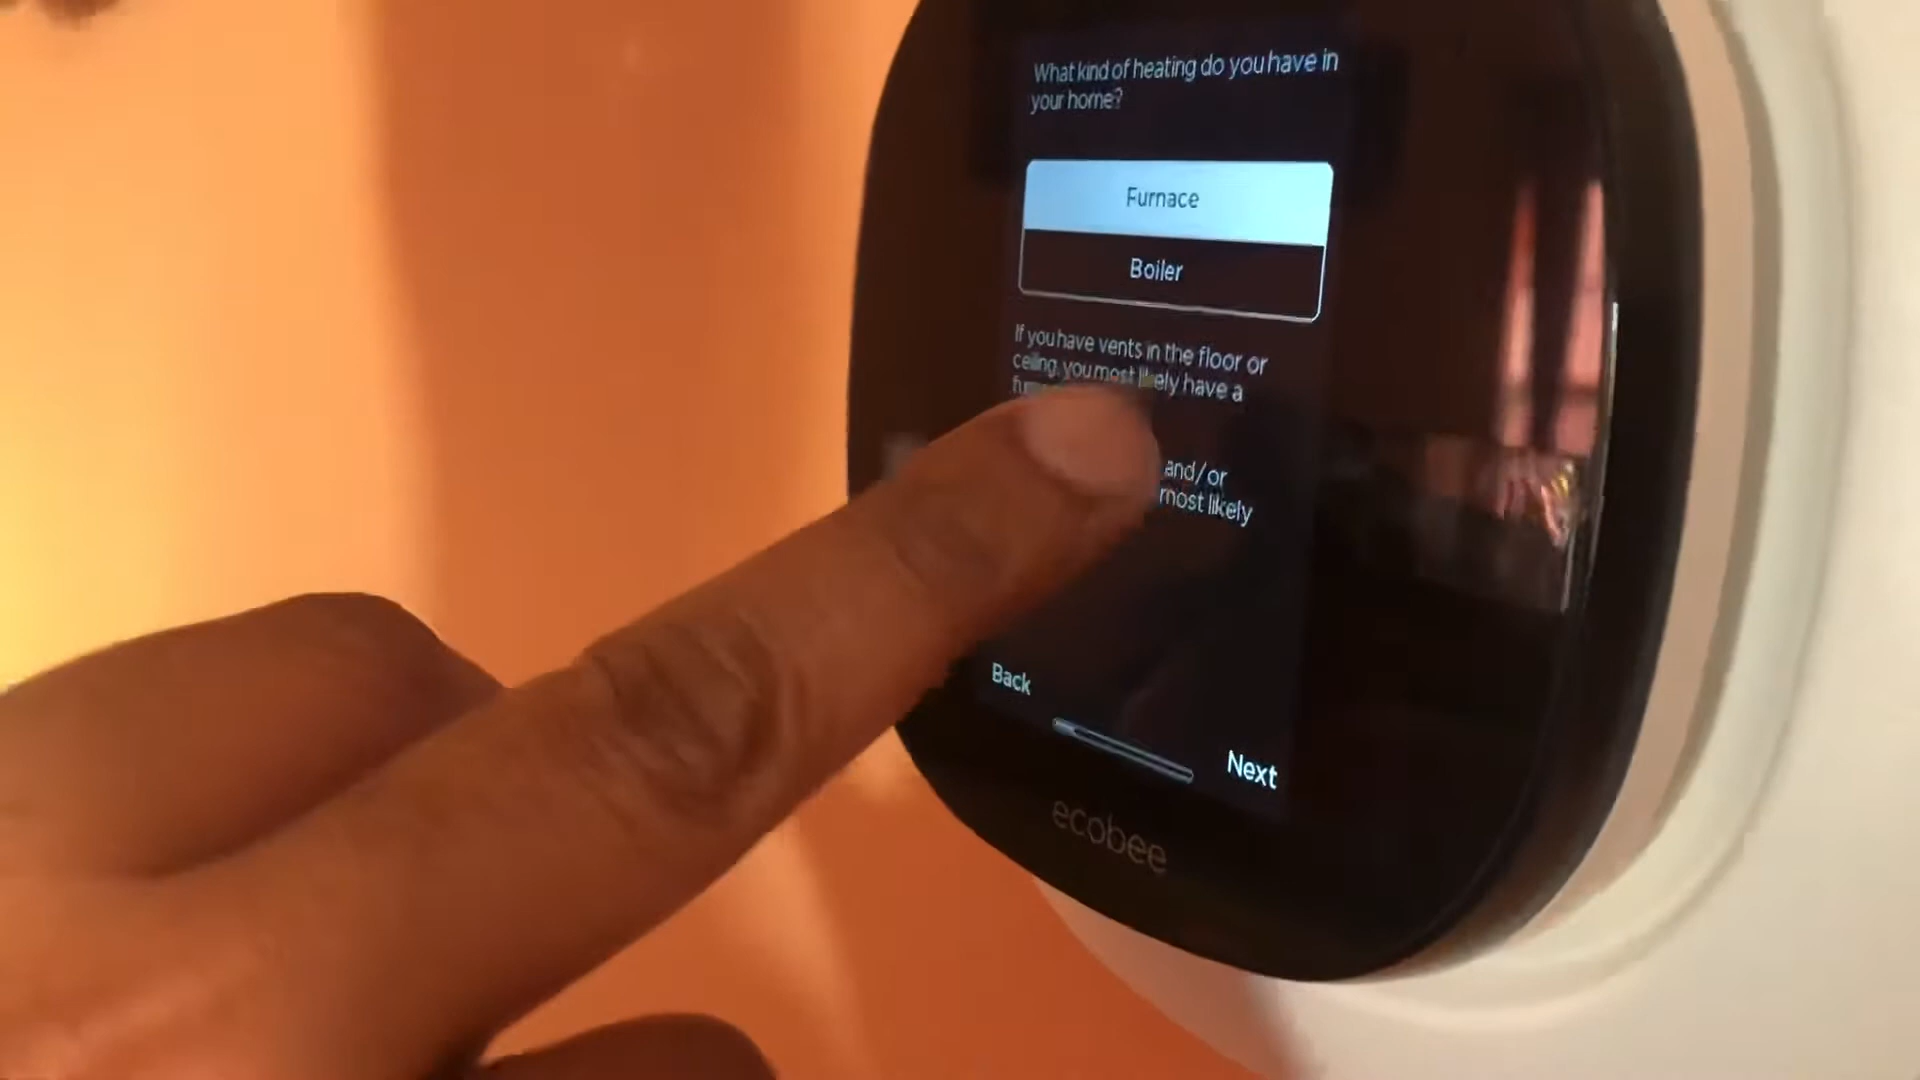 What kind of heating do you have in
your home?
Furnace
Boiler
If you have vents in the floor or
ceiling, you most likely have a
and/or
most likely
Back
Next
ecobee